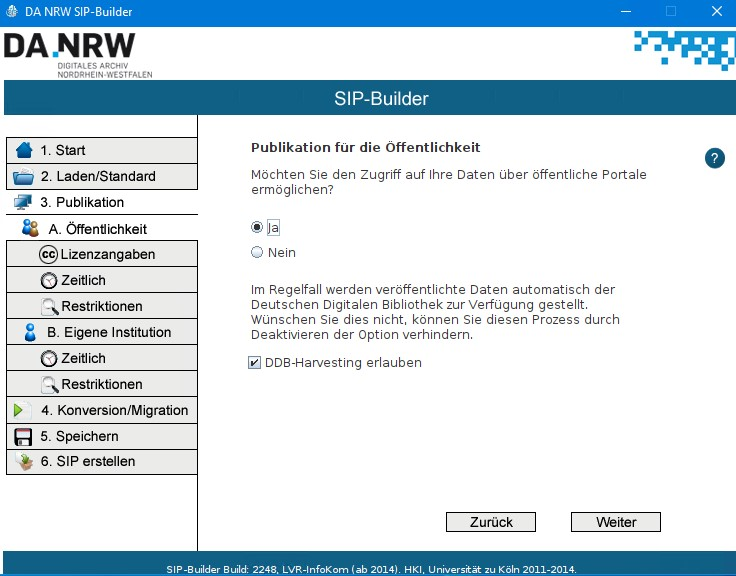 DA NRW SIP-Builder
DA.NRW
DIGITALES ARCHIV
NORDRHEIN-WESTFALEN
SIP-Builder
1. Start
2. Laden/Standard
3. Publikation
A. Öffentlichkeit
cc Lizenzangaben
Zeitlich
Restriktionen
B. Eigene Institution
Zeitlich
Restriktionen
4. Konversion/Migration
5. Speichern
6. SIP erstellen
Publikation für die Öffentlichkeit
?
Möchten Sie den Zugriff auf Ihre Daten über öffentliche Portale
ermöglichen?
Ja
Nein
Im Regelfall werden veröffentlichte Daten automatisch der
Deutschen Digitalen Bibliothek zur Verfügung gestellt.
Wünschen Sie dies nicht, können Sie diesen Prozess durch
Deaktivieren der Option verhindern.
DDB-Harvesting erlauben
Zurück
Weiter
SIP-Builder Build: 2248, LVR-InfoKom (ab 2014). HKI, Universität zu Köln 2011-2014.